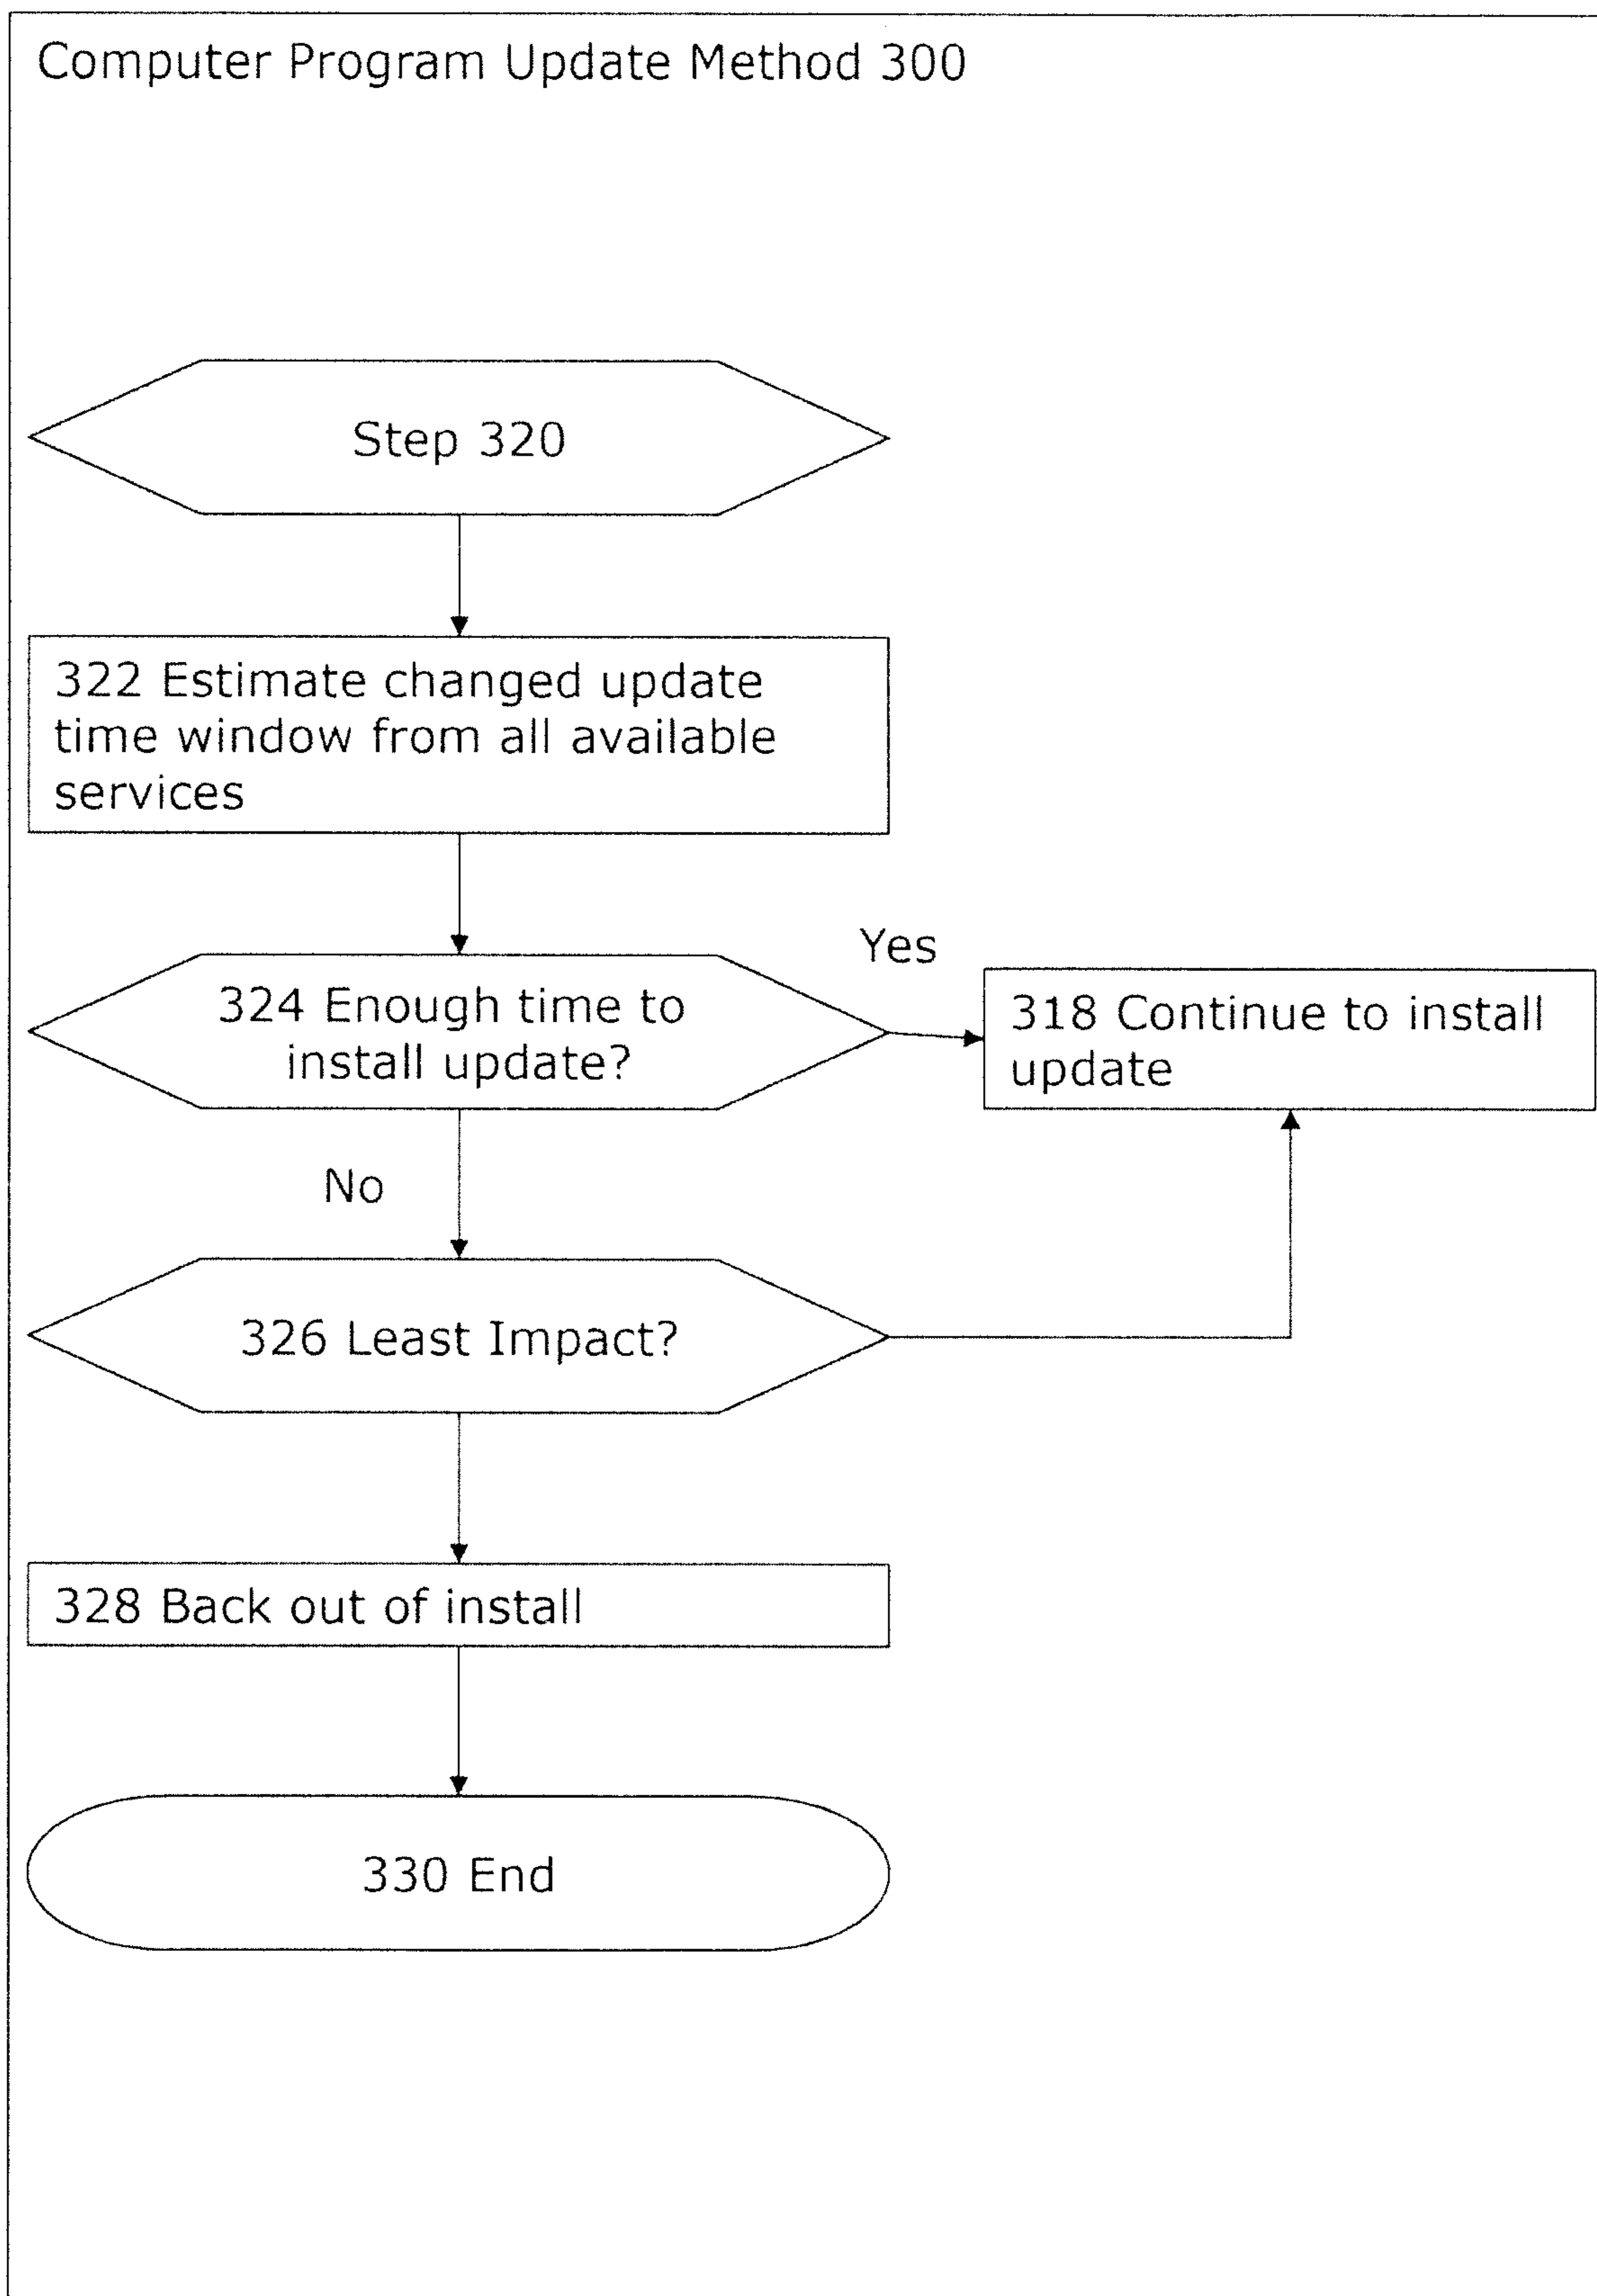 Computer Program Update Method 300
Step 320
322 Estimate changed update
time window from all available
services
324 Enough time to
install update?
Yes
318 Continue to install
update
No
326 Least Impact?
328 Back out of install
330 End